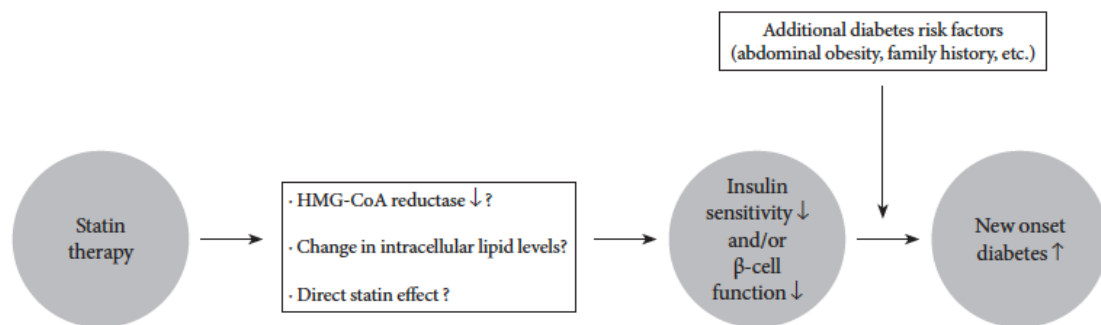 Additional diabetes risk factors
(abdominal obesity, family history, etc.)
Statin
therapy
· HMG-CoA reductase ↓ ?
· Change in intracellular lipid levels?
· Direct statin effect ?
Insulin
sensitivity ↓
and/or
β-cell
function ↓
New onset
diabetes ↑